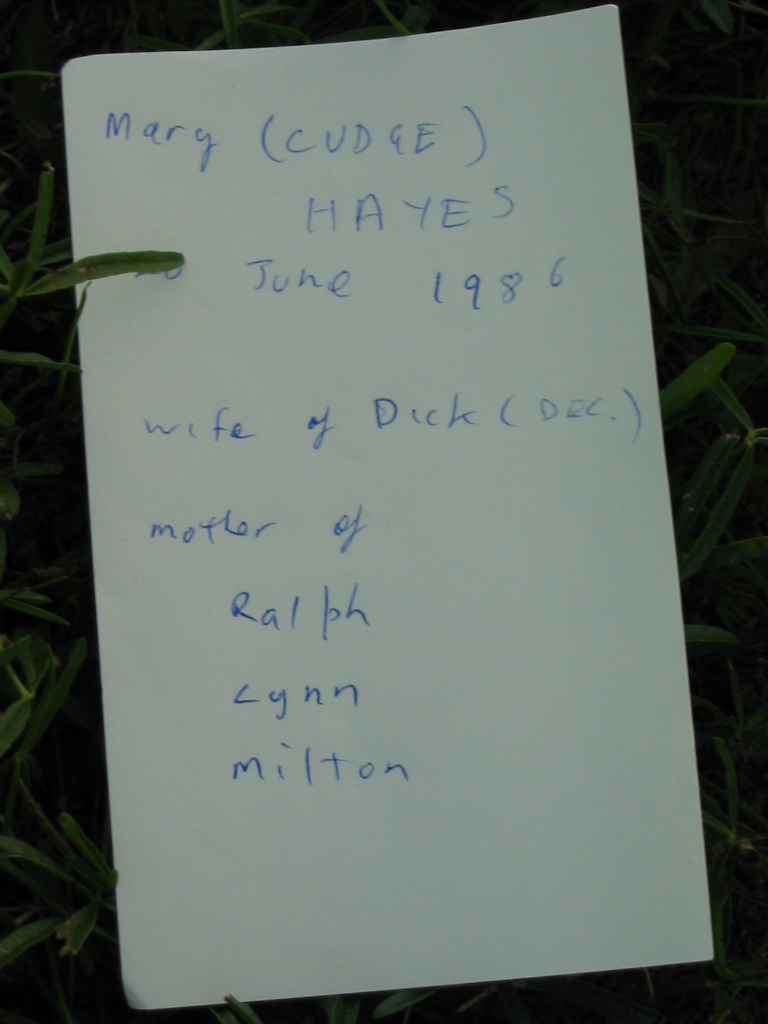 Mary (CUDGE)
HAYES
June 1986
wife of Dick (DEC.)
mother of
Ralph
Lynn
Milton